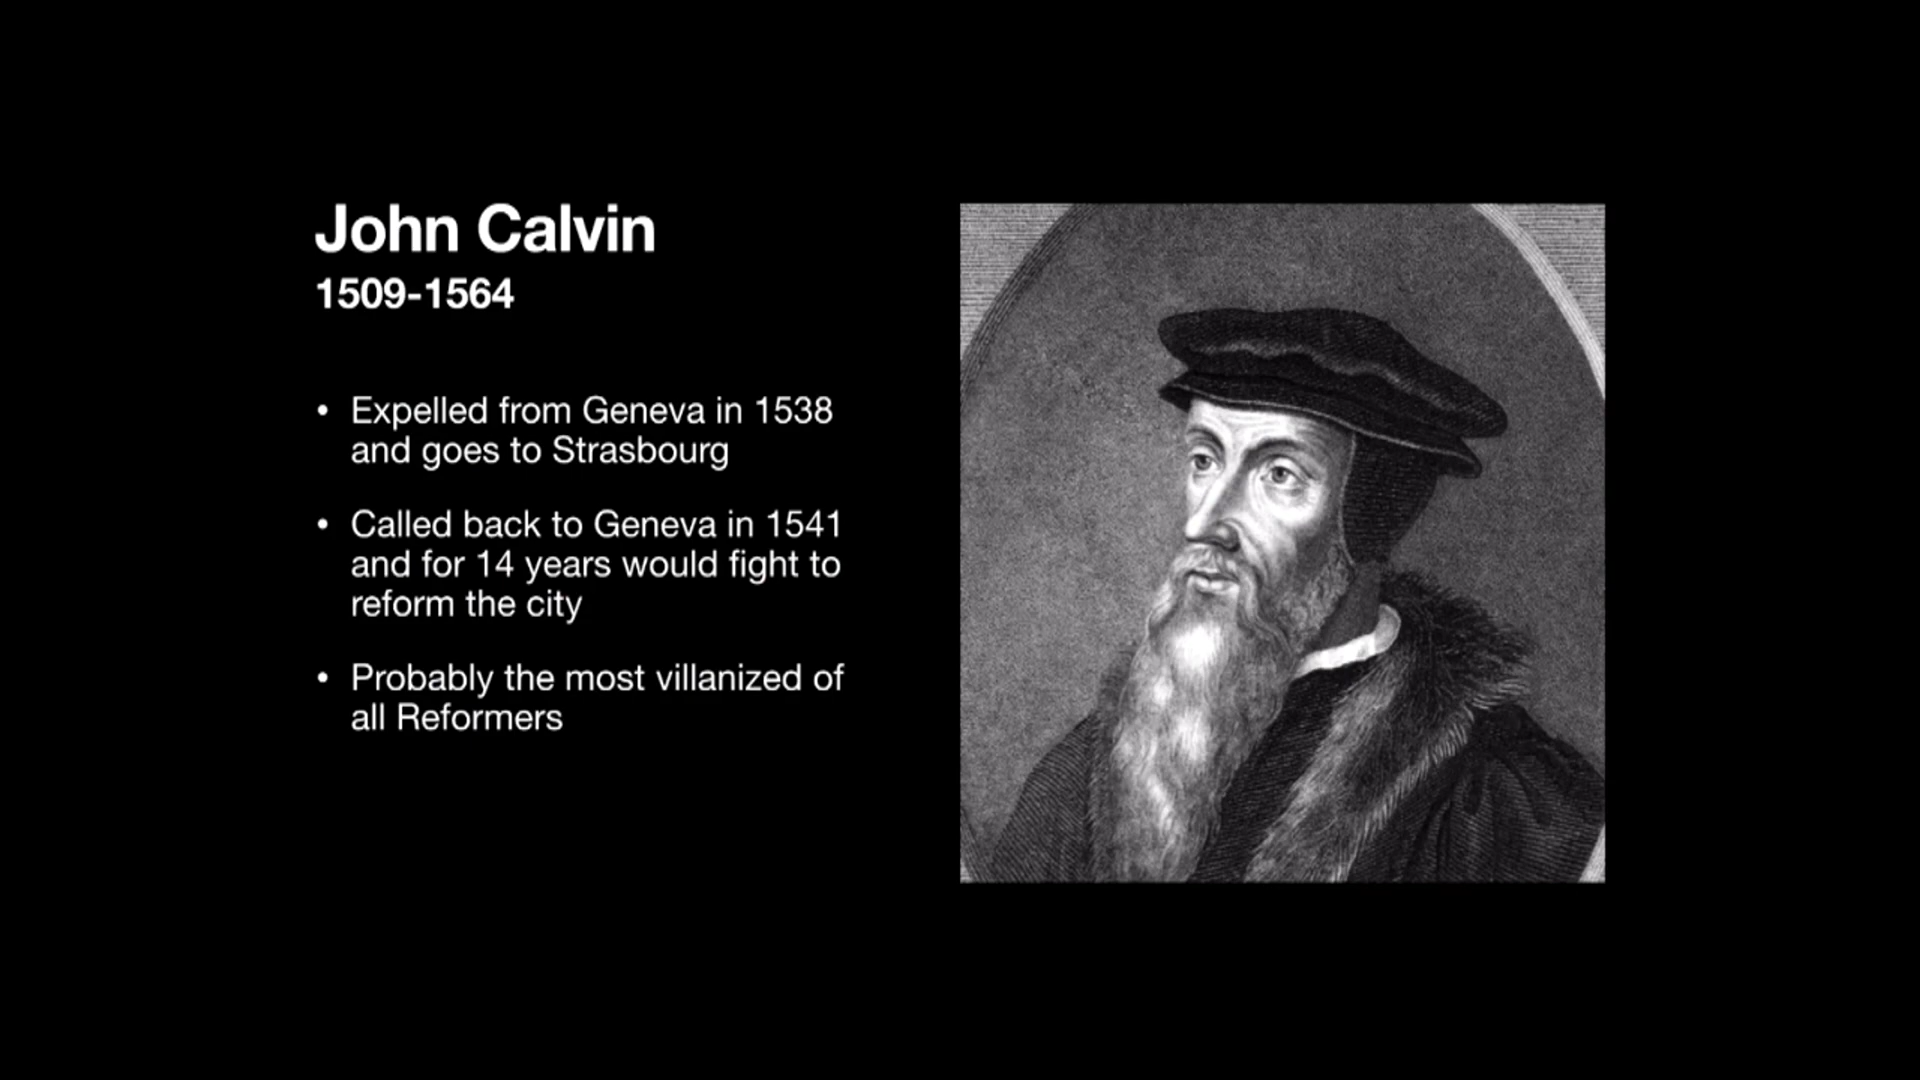 John Calvin
1509-1564
• Expelled from Geneva in 1538
and goes to Strasbourg
• Called back to Geneva in 1541
and for 14 years would fight to
reform the city
• Probably the most villanized of
all Reformers